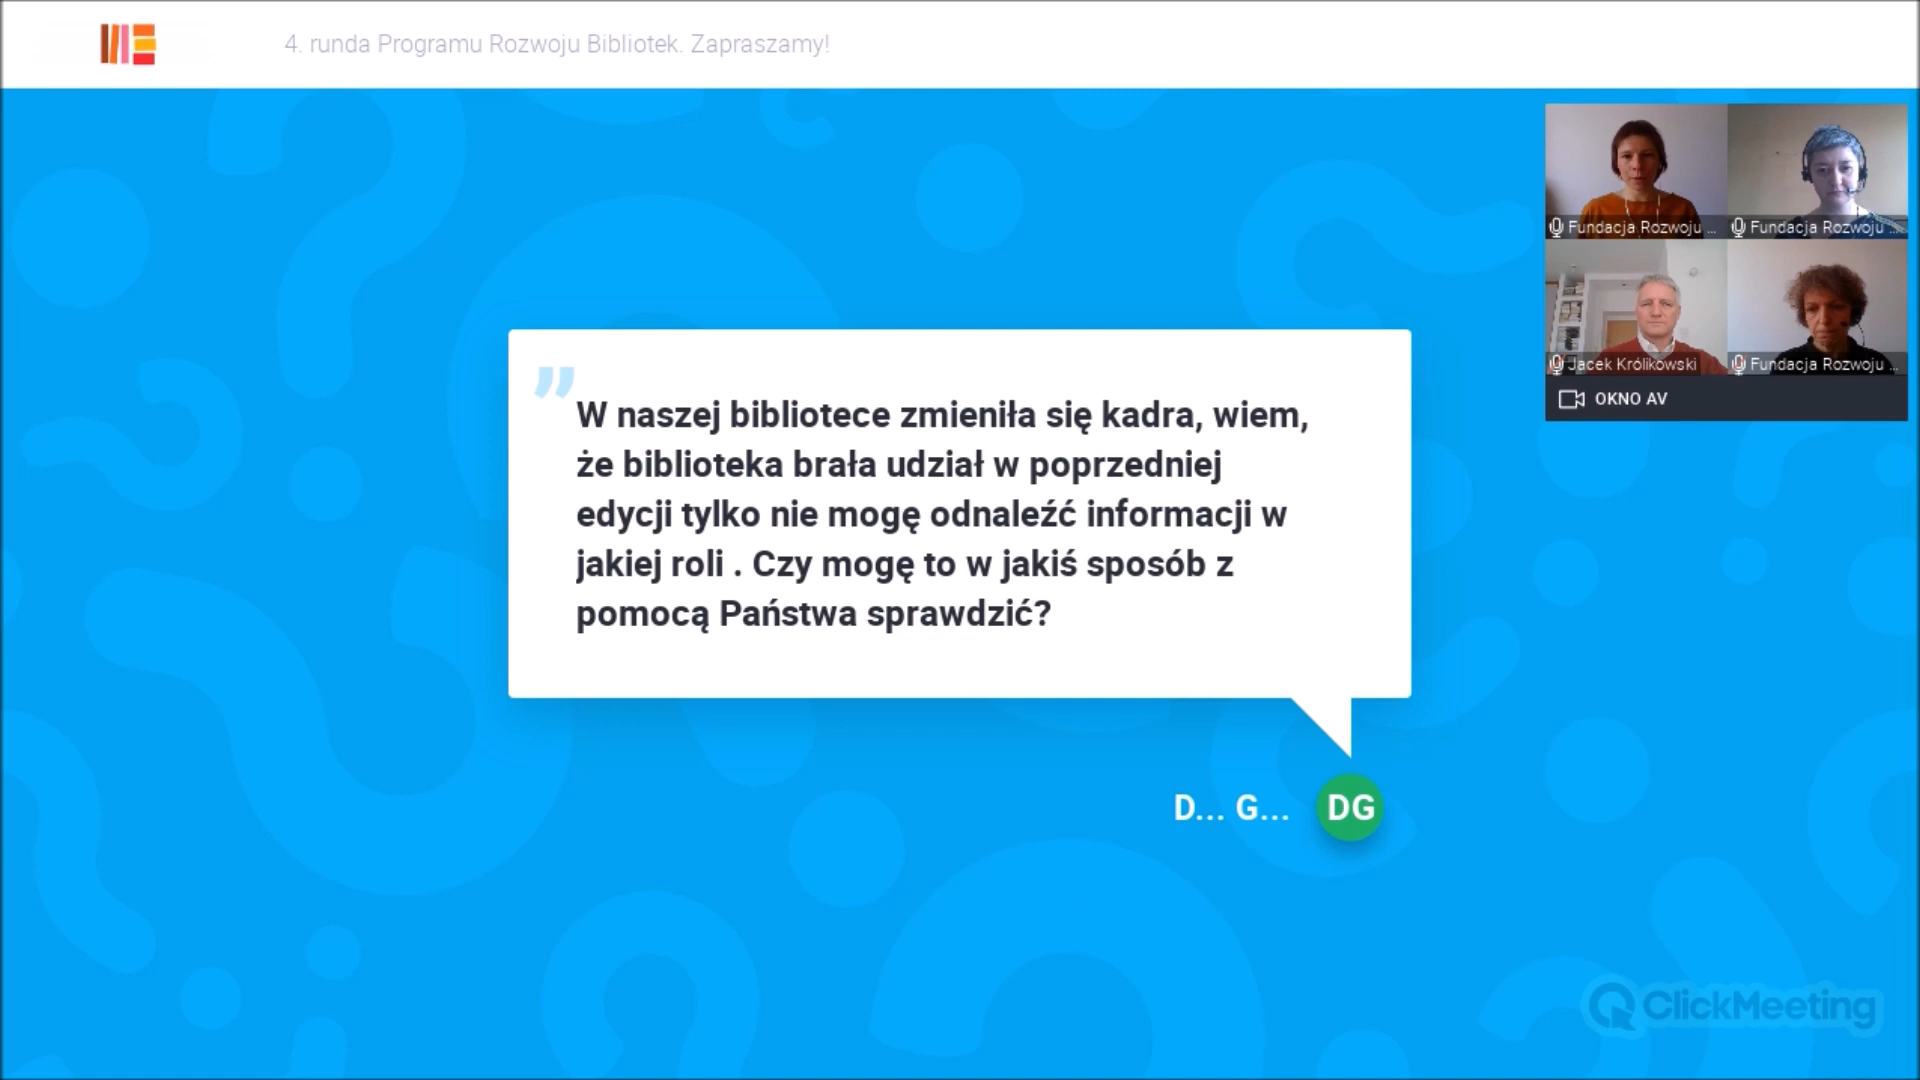 4. runda Programu Rozwoju Bibliotek. Zapraszamy!
Fundacja Rozwoju ...
Fundacja Rozwoju ...
Jacek Królikowski
Fundacja Rozwoju ...
OKNO AV
”
W naszej bibliotece zmieniła się kadra, wiem,
że biblioteka brała udział w poprzedniej
edycji tylko nie mogę odnaleźć informacji w
jakiej roli . Czy mogę to w jakiś sposób z
pomocą Państwa sprawdzić?
D... G...
DG
ClickMeeting